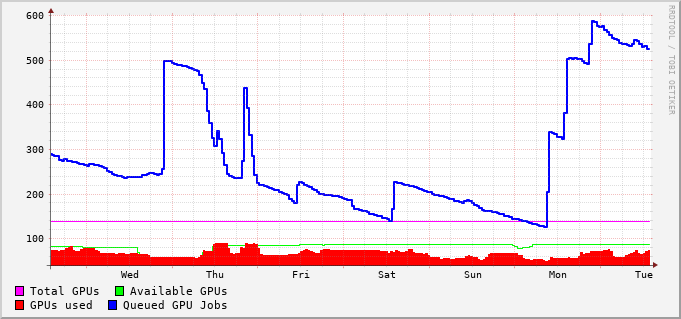 600
500
400
300
200
100
Wed Thu Fri Sat Sun Mon Tue
Total GPUs Available GPUs
GPUs used Queued GPU Jobs
RRDTOOL / TOBI OETIKER